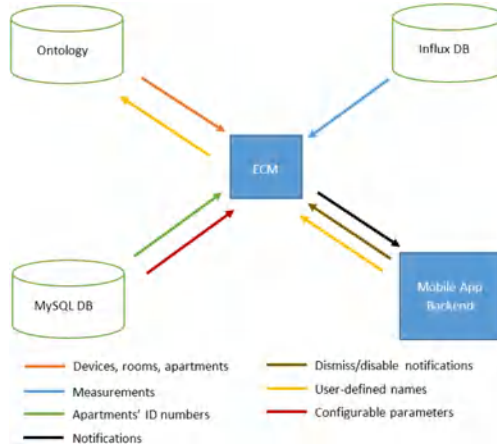 Ontology
Influx DB
ECM
MySQL DB
Mobile App
Backend
Devices, rooms, apartments
Dismiss/disable notifications
Measurements
User-defined names
Apartments' ID numbers
Configurable parameters
Notifications